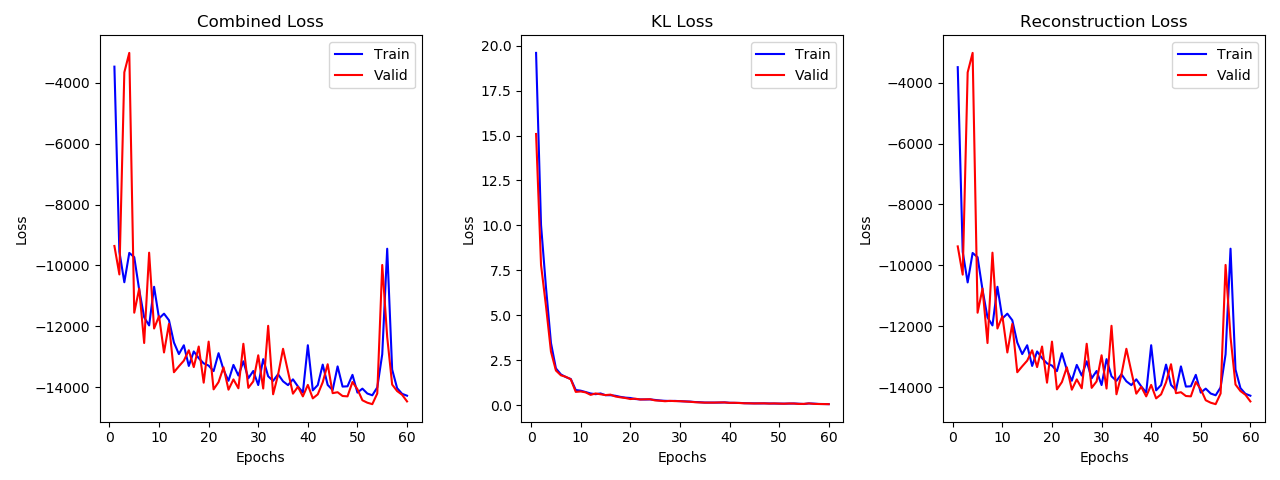 Combined Loss
Train
Valid
−4000
−6000
−8000
−10000
−12000
−14000
Loss
0 10 20 30 40 50 60
Epochs
KL Loss
Train
Valid
20.0
17.5
15.0
12.5
10.0
7.5
5.0
2.5
0.0
Loss
0 10 20 30 40 50 60
Epochs
Reconstruction Loss
Train
Valid
−4000
−6000
−8000
−10000
−12000
−14000
Loss
0 10 20 30 40 50 60
Epochs